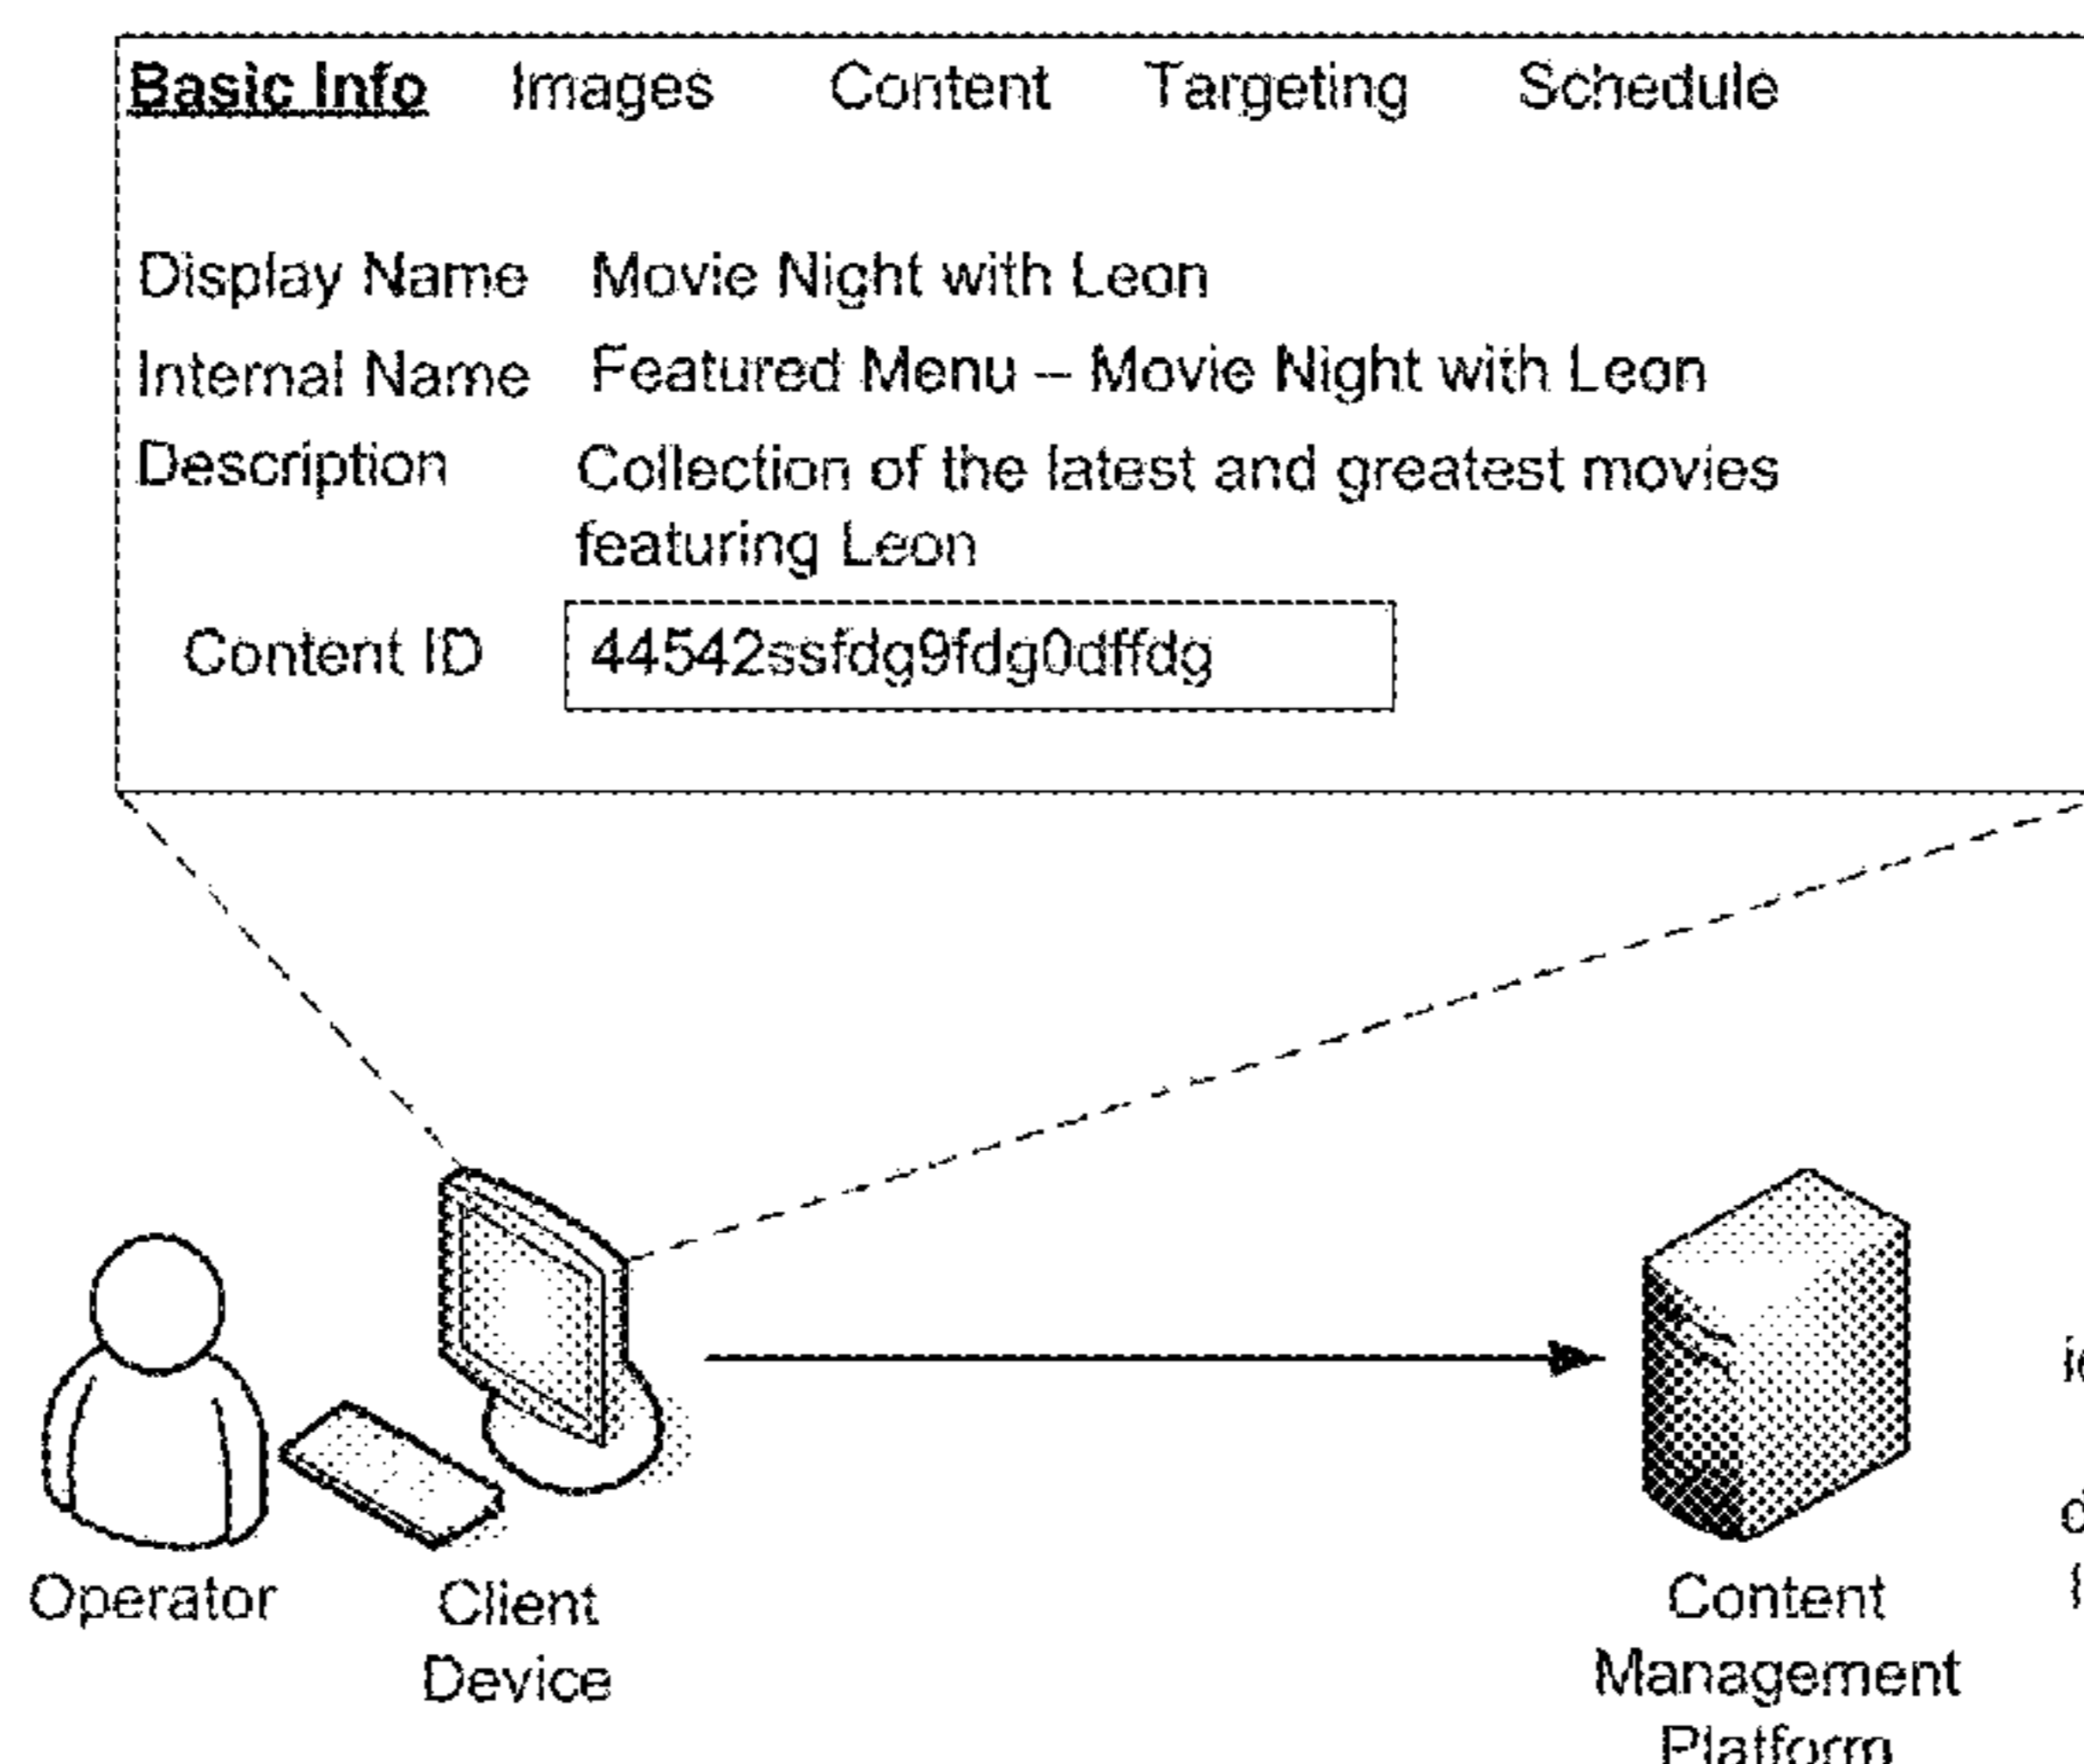 Basic Info Images Content Targeting Schedule
Display Name Movie Night with Leon
Internal Name Featured Menu – Movie Night with Leon
Description Collection of the latest and greatest movies
featuring Leon
Content ID 44542ssfdg9fdg0dffdg
Operator
Client
Device
Content
Management
Platform